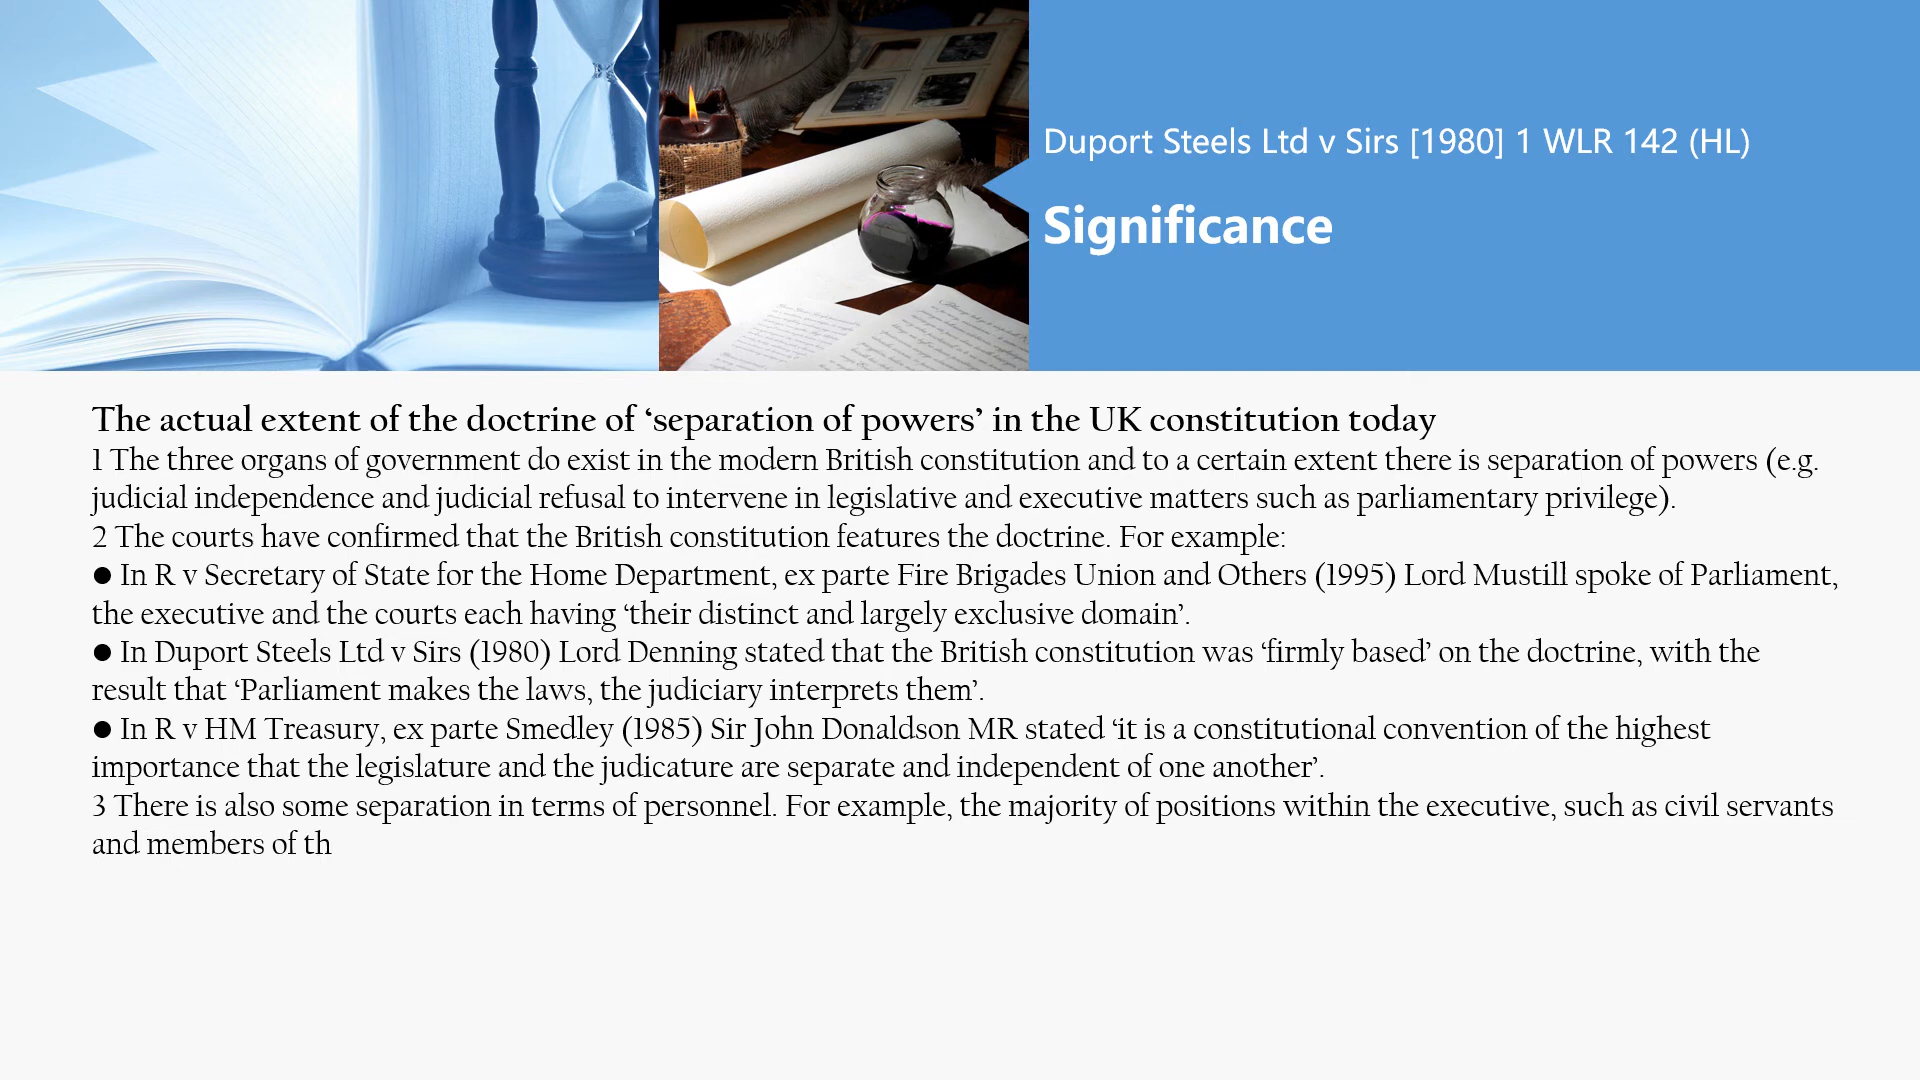 Duport Steels Ltd v Sirs [1980] 1 WLR 142 (HL)
Significance
The actual extent of the doctrine of ‘separation of powers’ in the UK constitution today
1 The three organs of government do exist in the modern British constitution and to a certain extent there is separation of powers (e.g.
judicial independence and judicial refusal to intervene in legislative and executive matters such as parliamentary privilege).
2 The courts have confirmed that the British constitution features the doctrine. For example:
● In R v Secretary of State for the Home Department, ex parte Fire Brigades Union and Others (1995) Lord Mustill spoke of Parliament,
the executive and the courts each having ‘their distinct and largely exclusive domain’.
● In Duport Steels Ltd v Sirs (1980) Lord Denning stated that the British constitution was ‘firmly based’ on the doctrine, with the
result that ‘Parliament makes the laws, the judiciary interprets them’.
● In R v HM Treasury, ex parte Smedley (1985) Sir John Donaldson MR stated ‘it is a constitutional convention of the highest
importance that the legislature and the judicature are separate and independent of one another’.
3 There is also some separation in terms of personnel. For example, the majority of positions within the executive, such as civil servants
and members of th